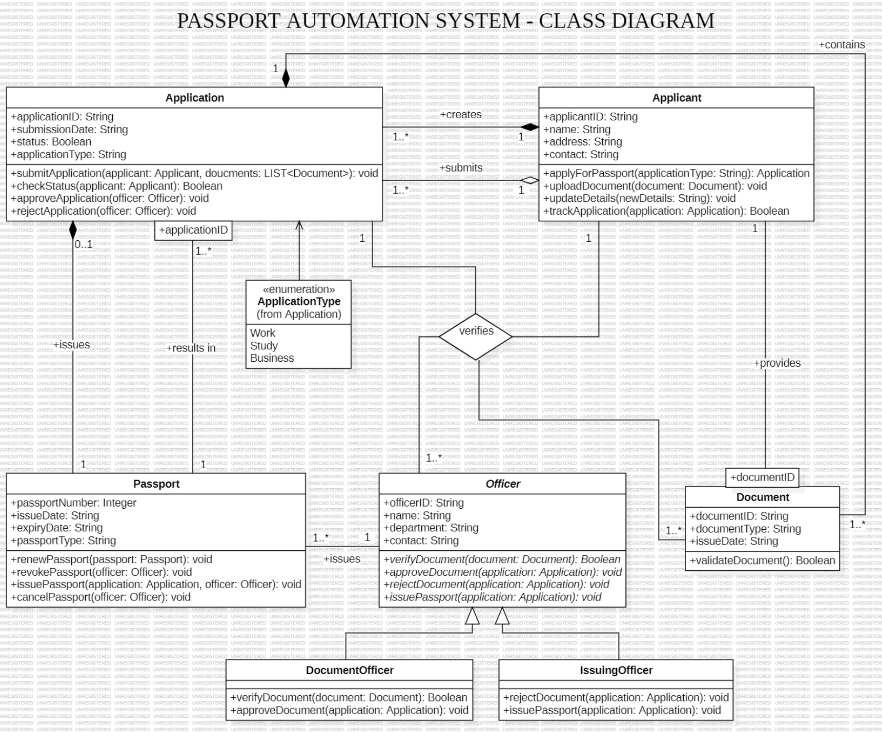 PASSPORT AUTOMATION SYSTEM - CLASS DIAGRAM
+contains
1
Application
+applicationID: String
+submissionDate: String
+status: Boolean
+applicationType: String
+submitApplication(applicant: Applicant, doucments: LIST<Document>): void
+checkStatus(applicant: Applicant): Boolean
+approveApplication(officer: Officer): void
+rejectApplication(officer: Officer): void
+applicationID
+creates
1..*
1
+submits
1..*
1
Applicant
+applicantID: String
+name: String
+address: String
+contact: String
+applyForPassport(applicationType: String): Application
+uploadDocument(document: Document): void
+updateDetails(newDetails: String): void
+trackApplication(application: Application): Boolean
0..1
1..*
1
1
1
«enumeration»
ApplicationType
(from Application)
Work
Study
Business
verifies
+issues
+results in
+provides
1
1
1..*
Passport
+passportNumber: Integer
+issueDate: String
+expiryDate: String
+passportType: String
+renewPassport(passport: Passport): void
+revokePassport(officer: Officer): void
+issuePassport(application: Application, officer: Officer): void
+cancelPassport(officer: Officer): void
1..*
1
+issues
Officer
+officerID: String
+name: String
+department: String
+contact: String
+verifyDocument(document: Document): Boolean
+approveDocument(application: Application): void
+rejectDocument(application: Application): void
+issuePassport(application: Application): void
+documentID
Document
+documentID: String
+documentType: String
+issueDate: String
+validateDocument(): Boolean
1..*
1..*
DocumentOfficer
+verifyDocument(document: Document): Boolean
+approveDocument(application: Application): void
IssuingOfficer
+rejectDocument(application: Application): void
+issuePassport(application: Application): void